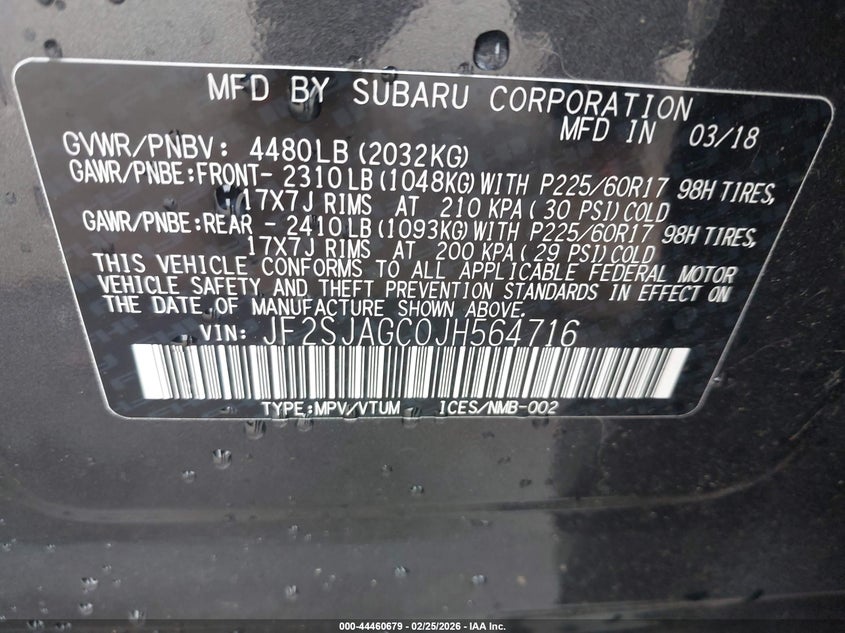 MFD BY SUBARU CORPORATION
MFD IN 03/18
GVWR/PNBV: 4480LB (2032KG)
GAWR/PNBE:FRONT- 2310LB (1048KG) WITH P225/60R17 98H TIRES,
17X7J RIMS AT 210 KPA ( 30 PSI) COLD
GAWR/PNBE:REAR - 2410LB (1093KG) WITH P225/60R17 98H TIRES,
17X7J RIMS AT 200 KPA ( 29 PSI) COLD
THIS VEHICLE CONFORMS TO ALL APPLICABLE FEDERAL MOTOR
VEHICLE SAFETY AND THEFT PREVENTION STANDARDS IN EFFECT ON
THE DATE OF MANUFACTURE SHOWN ABOVE.
VIN: JF2SJAGC0JH564716
TYPE:MPV/VTUM ICES/NMB-002
000-44460679 - 02/25/2026 - IAA Inc.